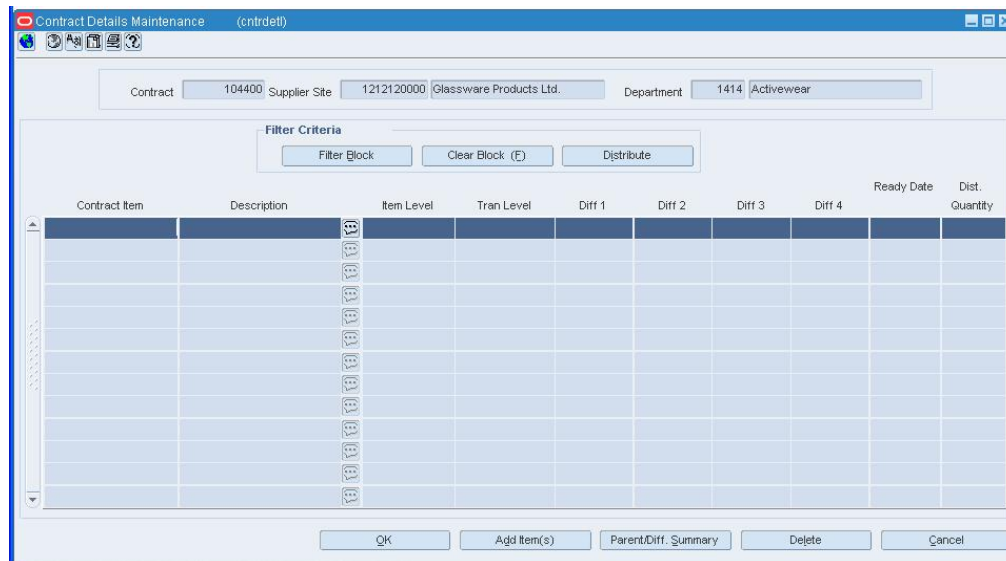 Contract Details Maintenance (cntrdetl)
Contract 104400 Supplier Site 1212120000 Glassware Products Ltd. Department 1414 Activewear
Filter Criteria
Filter Block Clear Block (F) Distribute
Contract Item Description Item Level Tran Level Diff 1 Diff 2 Diff 3 Diff 4 Ready Date Dist. Quantity
OK Add Item(s) Parent/Diff. Summary Delete Cancel